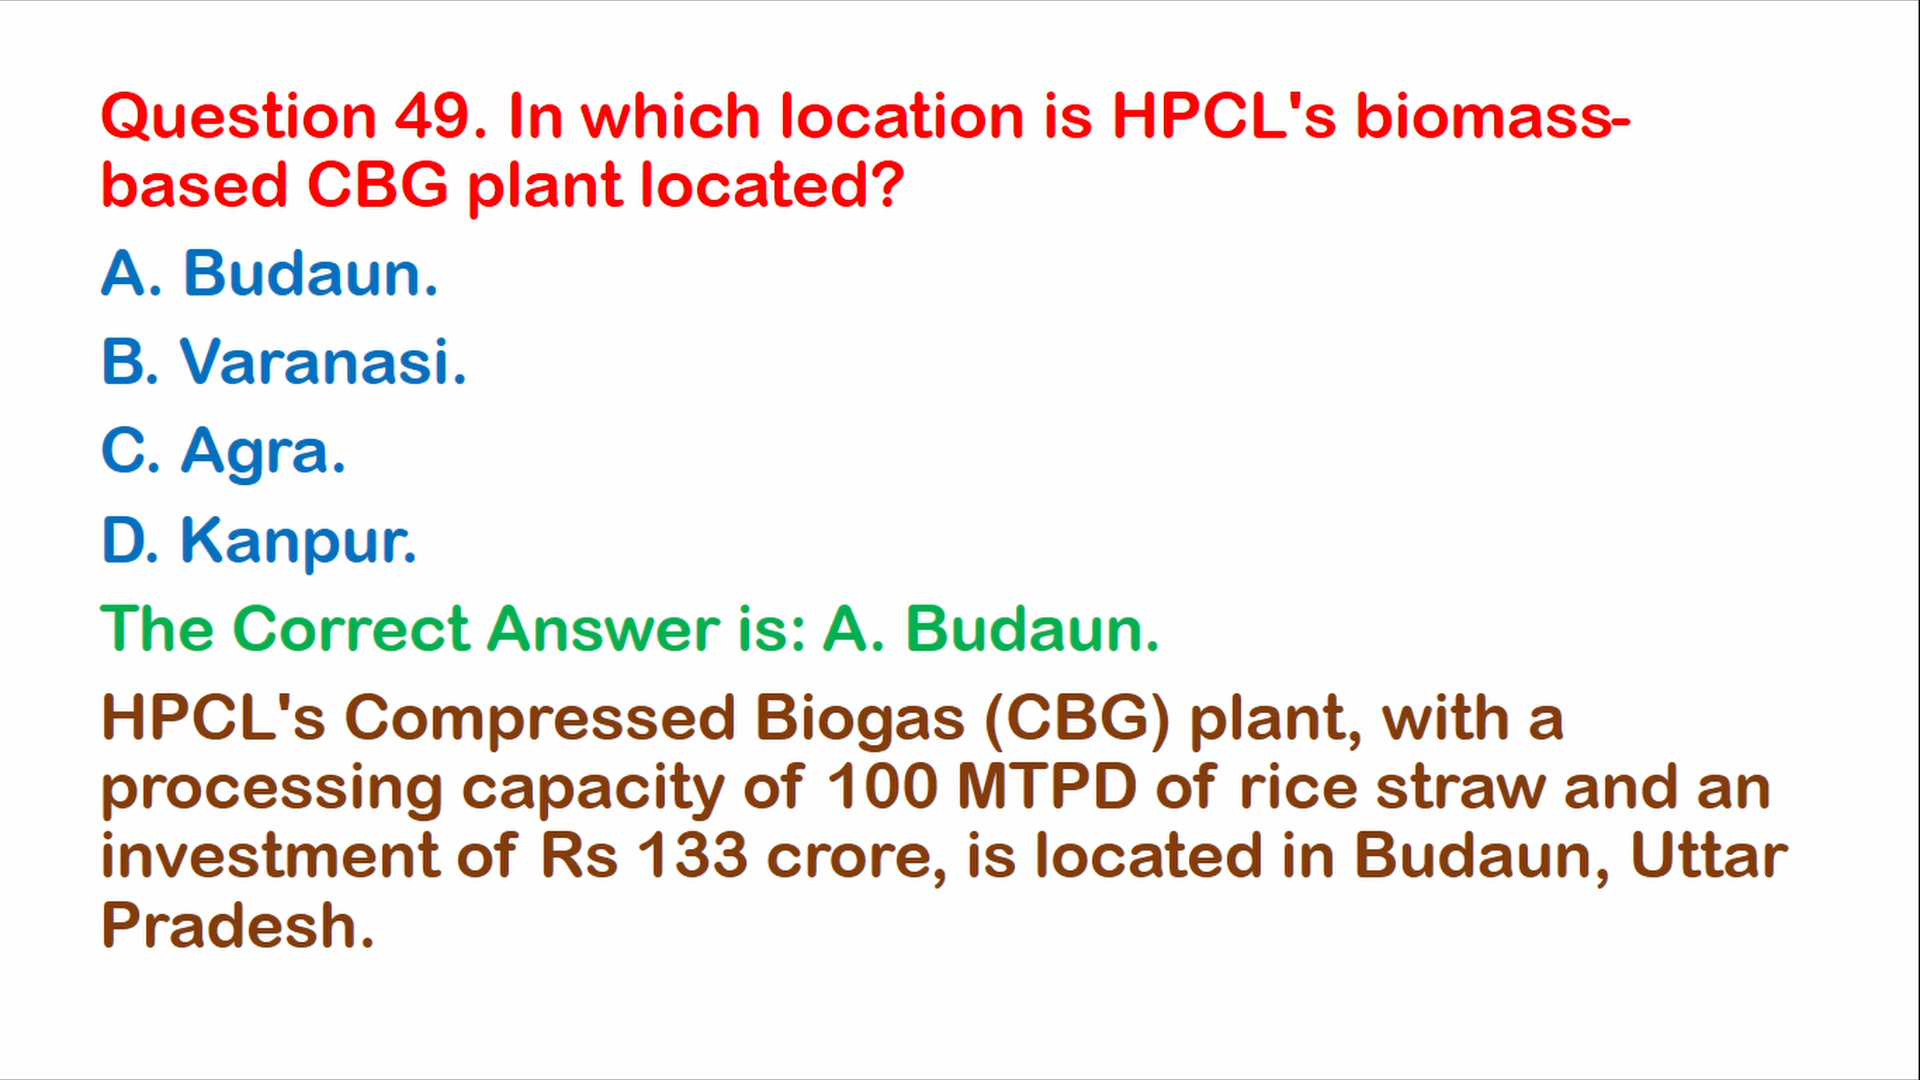 Question 49. In which location is HPCL's biomass-
based CBG plant located?
A. Budaun.
B. Varanasi.
C. Agra.
D. Kanpur.
The Correct Answer is: A. Budaun.
HPCL's Compressed Biogas (CBG) plant, with a
processing capacity of 100 MTPD of rice straw and an
investment of Rs 133 crore, is located in Budaun, Uttar
Pradesh.